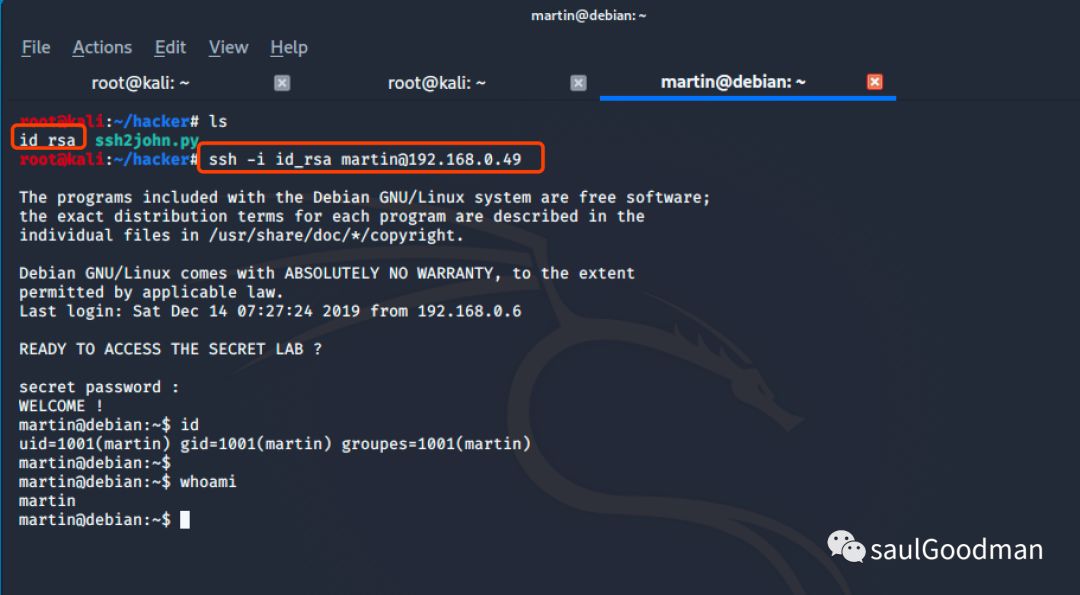 martin@debian: ~
File Actions Edit View Help
root@kali: ~ root@kali: ~ martin@debian: ~
root@kali:~/hacker# ls
id_rsa ssh2john.py
root@kali:~/hacker# ssh -i id_rsa martin@192.168.0.49
The programs included with the Debian GNU/Linux system are free software;
the exact distribution terms for each program are described in the
individual files in /usr/share/doc/*/copyright.
Debian GNU/Linux comes with ABSOLUTELY NO WARRANTY, to the extent
permitted by applicable law.
Last login: Sat Dec 14 07:27:24 2019 from 192.168.0.6
READY TO ACCESS THE SECRET LAB ?
secret password :
WELCOME !
martin@debian:~$ id
uid=1001(martin) gid=1001(martin) groupes=1001(martin)
martin@debian:~$
martin@debian:~$ whoami
martin
martin@debian:~$
saulGoodman